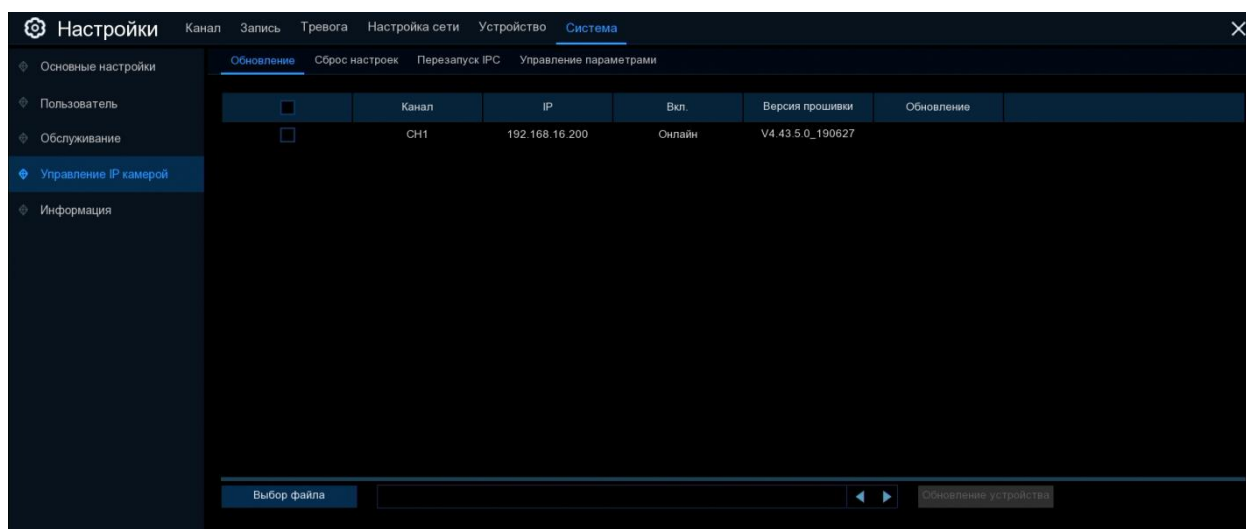 Настройки Канал Запись Тревога Настройка сети Устройство Система
Обновление Сброс настроек Перезапуск IPC Управление параметрами
Основные настройки
Пользователь
Обслуживание
Управление IP камерой
Информация
Канал IP Вкл. Версия прошивки Обновление
CH1 192.168.16.200 Онлайн V4.43.5.0_190627
Выбор файла Обновление устройства